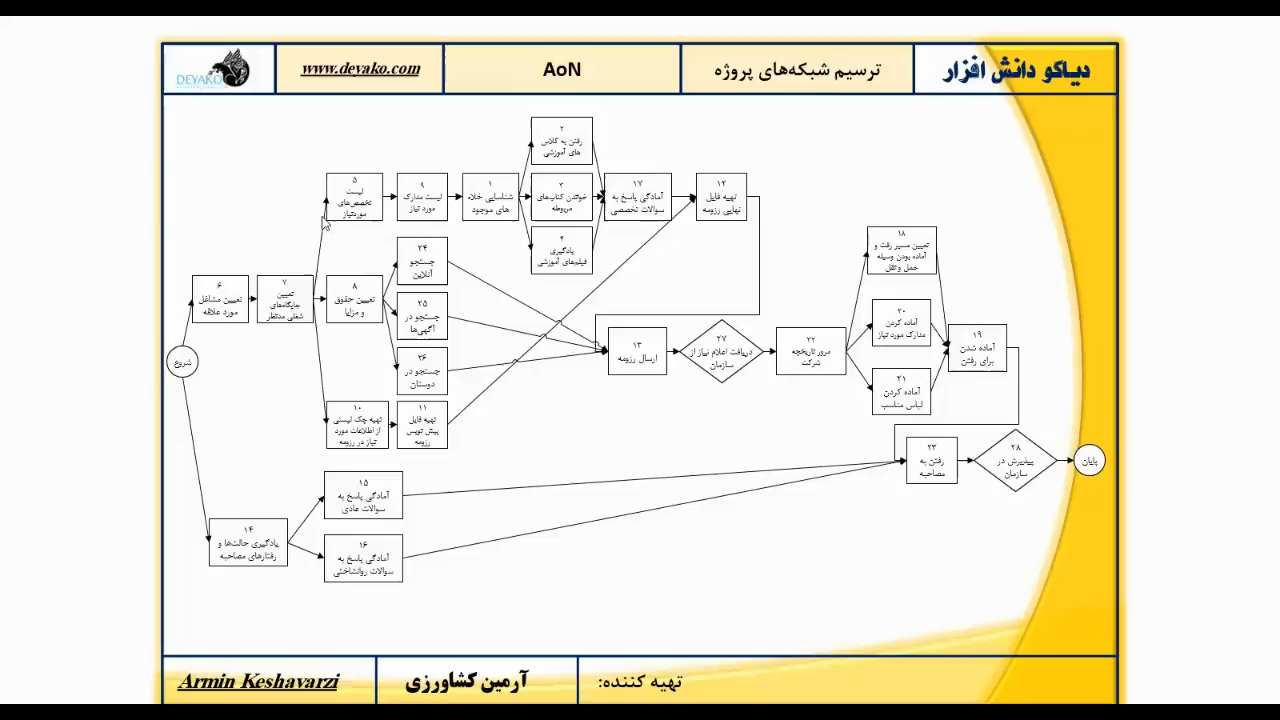 DEYAKO
www.deyako.com
AoN
ترسیم شبکه‌های پروژه
دیاکو دانش افزار
۲
رفتن به کلاس
های آموزشی
۵
لیست
تخصص‌های
موردنیاز
۹
لیست مدارک
مورد نیاز
۱
شناسایی خلاء
های موجود
۳
خواندن کتاب‌های
مربوطه
۱۷
آمادگی پاسخ به
سوالات تخصصی
۱۲
تهیه فایل
نهایی رزومه
۴
یادگیری
فیلم‌های آموزشی
۱۸
تعیین مسیر رفت و
آماده بودن وسیله
حمل و نقل
۲۴
جستجو
آنلاین
۶
تعیین مشاغل
مورد علاقه
۷
تعیین
جایگاه‌های
شغلی منتظر
۸
تعیین حقوق
و مزایا
۲۵
جستجو در
آگهی‌ها
۲۰
آماده کردن
مدارک مورد نیاز
شروع
۱۳
ارسال رزومه
۲۷
دریافت اعلام نیاز از
سازمان
۲۲
مرور تاریخچه
شرکت
۱۹
آماده شدن
برای رفتن
۲۶
جستجو در
دوستان
۲۱
آماده کردن
لباس مناسب
۱۰
تهیه چک لیستی
از اطلاعات مورد
نیاز در رزومه
۱۱
تهیه فایل
پیش نویس
رزومه
۲۳
رفتن به
مصاحبه
۲۸
پذیرش در
سازمان
پایان
۱۵
آمادگی پاسخ به
سوالات عادی
۱۴
یادگیری حالت‌ها و
رفتارهای مصاحبه
۱۶
آمادگی پاسخ به
سوالات روانشناختی
تهیه کننده:
آرمین کشاورزی
Armin Keshavarzi